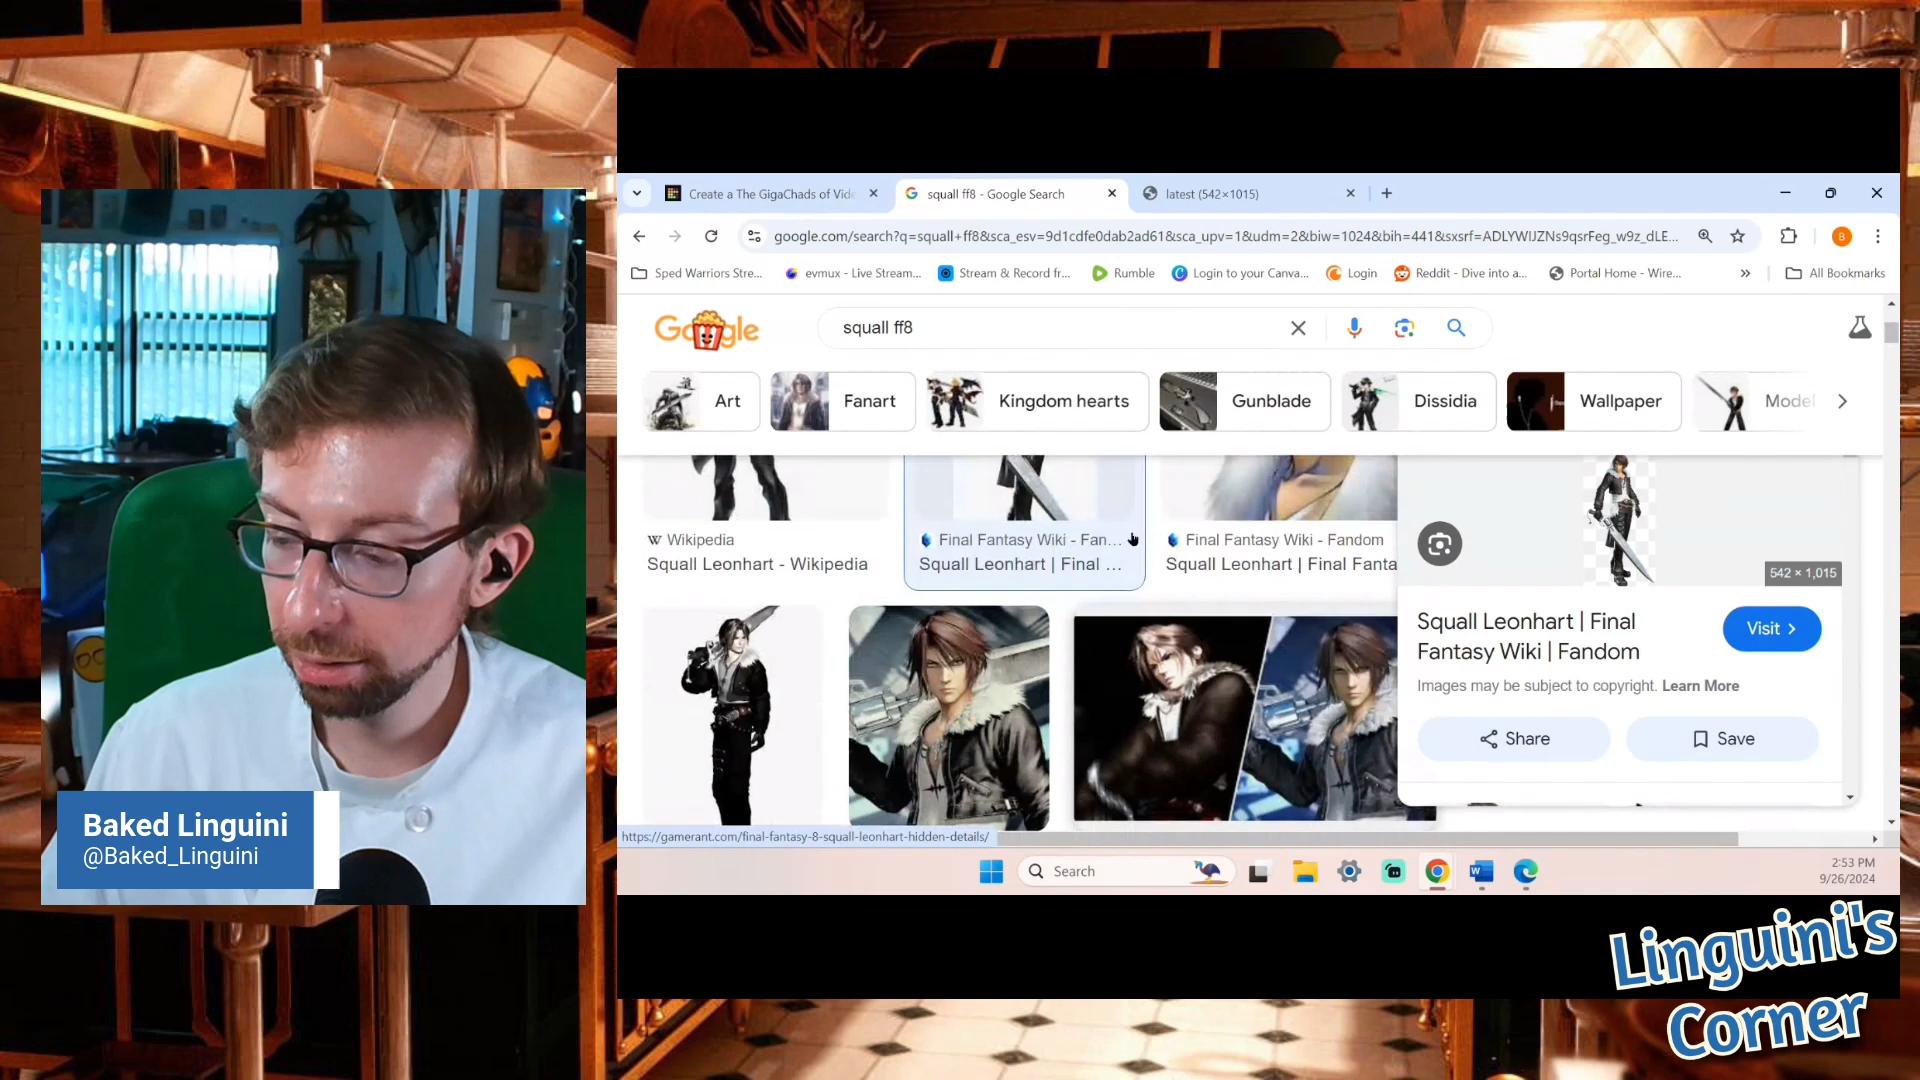 Create a The GigaChads of Vide
squall ff8 - Google Search
latest (542×1015)
google.com/search?q=squall+ff8&sca_esv=9d1cdfe0dab2ad61&sca_upv=1&udm=2&biw=1024&bih=441&sxsrf=ADLYWIJZNs9qsrFeg_w9z_dLE...
Sped Warriors Stre...
evmux - Live Stream...
Stream & Record fr...
Rumble
Login to your Canva...
Login
Reddit - Dive into a...
Portal Home - Wire...
»
All Bookmarks
B
Google
squall ff8
Art
Fanart
Kingdom hearts
Gunblade
Dissidia
Wallpaper
Model
W Wikipedia
Squall Leonhart - Wikipedia
Final Fantasy Wiki - Fan...
Squall Leonhart | Final ...
Final Fantasy Wiki - Fandom
Squall Leonhart | Final Fanta
542 × 1,015
Squall Leonhart | Final
Fantasy Wiki | Fandom
Visit
Images may be subject to copyright. Learn More
Share
Save
https://gamerant.com/final-fantasy-8-squall-leonhart-hidden-details/
Search
W
2:53 PM
9/26/2024
Baked Linguini
@Baked_Linguini
Linguini's
Corner